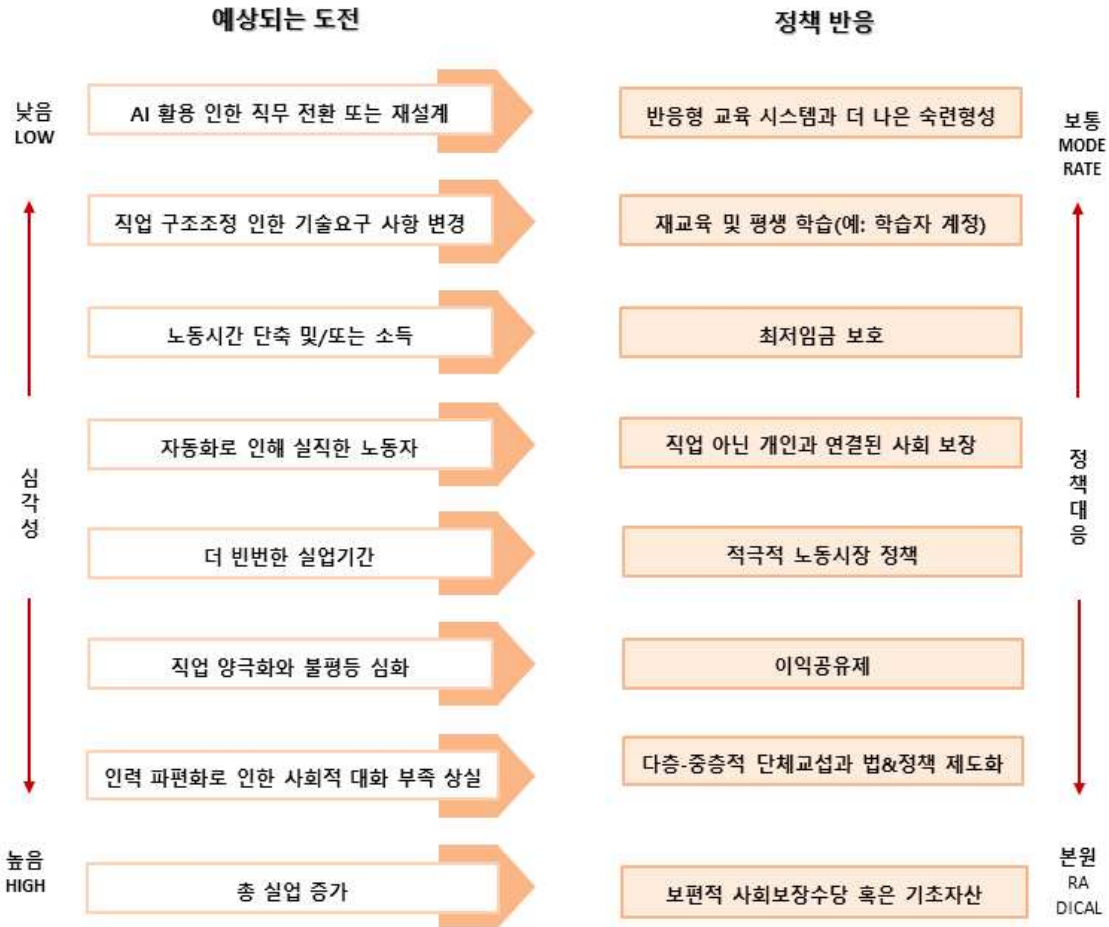 예상되는 도전
정책 반응
낮음
LOW
AI 활용 인한 직무 전환 또는 재설계
반응형 교육 시스템과 더 나은 숙련형성
보통
MODE
RATE
직업 구조조정 인한 기술요구 사항 변경
재교육 및 평생 학습(예: 학습자 계정)
노동시간 단축 및/또는 소득
최저임금 보호
자동화로 인해 실직한 노동자
직업 아닌 개인과 연결된 사회 보장
심
각
성
정
책
대
응
더 빈번한 실업기간
적극적 노동시장 정책
직업 양극화와 불평등 심화
이익공유제
인력 파편화로 인한 사회적 대화 부족 상실
다층-중층적 단체교섭과 법&정책 제도화
높음
HIGH
총 실업 증가
보편적 사회보장수당 혹은 기초자산
본원
RA
DICAL